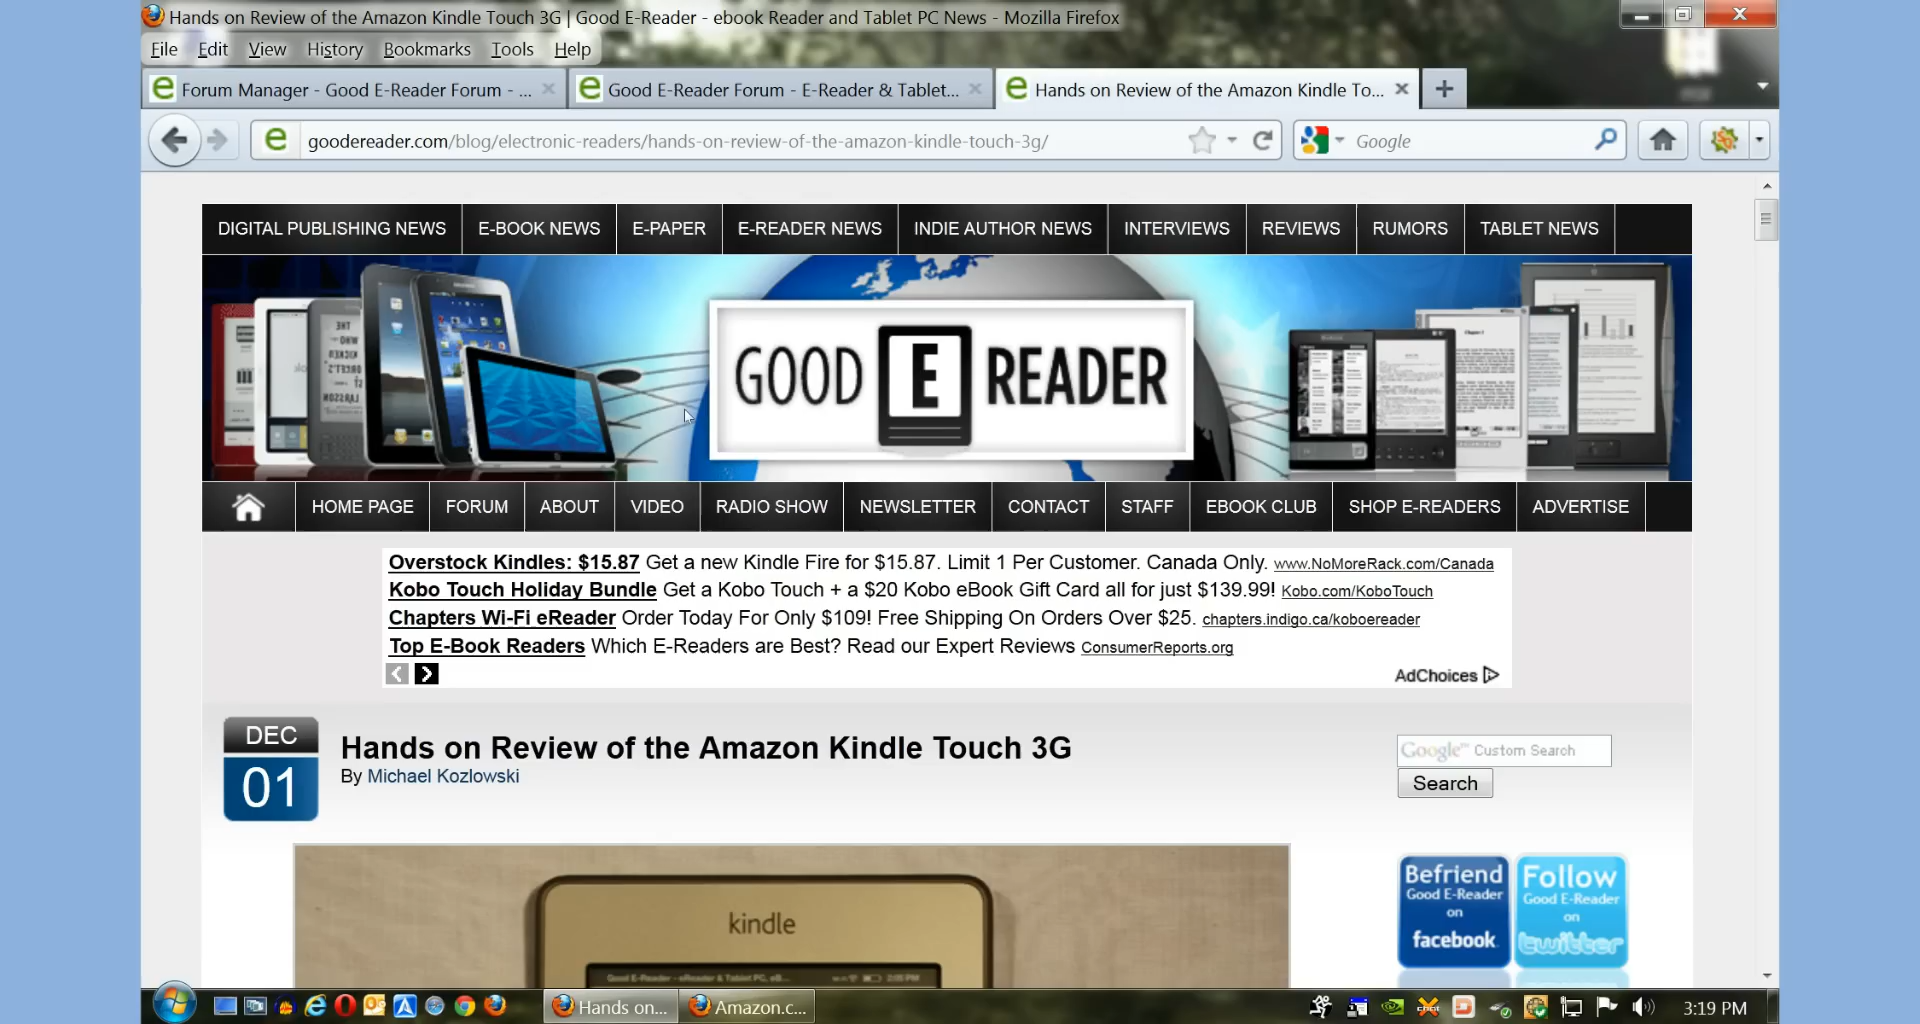 Hands on Review of the Amazon Kindle Touch 3G | Good E-Reader - ebook Reader and Tablet PC News - Mozilla Firefox
File Edit View History Bookmarks Tools Help
Forum Manager - Good E-Reader Forum - ... Good E-Reader Forum - E-Reader & Tablet... Hands on Review of the Amazon Kindle To...
goodereader.com/blog/electronic-readers/hands-on-review-of-the-amazon-kindle-touch-3g/ Google
DIGITAL PUBLISHING NEWS E-BOOK NEWS E-PAPER E-READER NEWS INDIE AUTHOR NEWS INTERVIEWS REVIEWS RUMORS TABLET NEWS
GOOD E READER
HOME PAGE FORUM ABOUT VIDEO RADIO SHOW NEWSLETTER CONTACT STAFF EBOOK CLUB SHOP E-READERS ADVERTISE
Overstock Kindles: $15.87 Get a new Kindle Fire for $15.87. Limit 1 Per Customer. Canada Only. www.NoMoreRack.com/Canada
Kobo Touch Holiday Bundle Get a Kobo Touch + a $20 Kobo eBook Gift Card all for just $139.99! Kobo.com/KoboTouch
Chapters Wi-Fi eReader Order Today For Only $109! Free Shipping On Orders Over $25. chapters.indigo.ca/koboereader
Top E-Book Readers Which E-Readers are Best? Read our Expert Reviews ConsumerReports.org
AdChoices
DEC
01
Hands on Review of the Amazon Kindle Touch 3G
By Michael Kozlowski
Google™ Custom Search
Search
kindle
Good E-Reader - eReader & Tablet PC, eB... 2:05 PM
Befriend
Good E-Reader
on
facebook
Follow
Good E-Reader
on
twitter
Hands on... Amazon.c... 3:19 PM